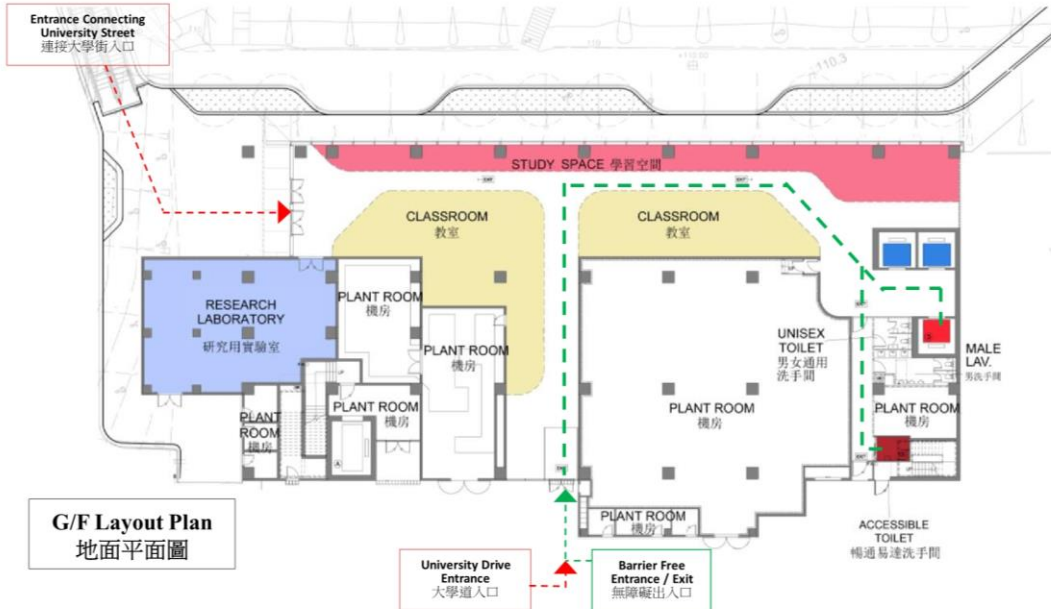 Entrance Connecting
University Street
連接大學街入口
110.3
STUDY SPACE 學習空間
EXIT
EXIT
CLASSROOM
教室
CLASSROOM
教室
RESEARCH
LABORATORY
研究用實驗室
PLANT ROOM
機房
PLANT ROOM
機房
PLANT ROOM
機房
PLANT
ROOM
機房
PLANT ROOM
機房
PLANT ROOM
機房
UNISEX
TOILET
男女通用
洗手間
MALE
LAV.
男洗手間
PLANT ROOM
機房
ACCESSIBLE
TOILET
暢通易達洗手間
G/F Layout Plan
地面平面圖
University Drive
Entrance
大學道入口
Barrier Free
Entrance / Exit
無障礙出入口